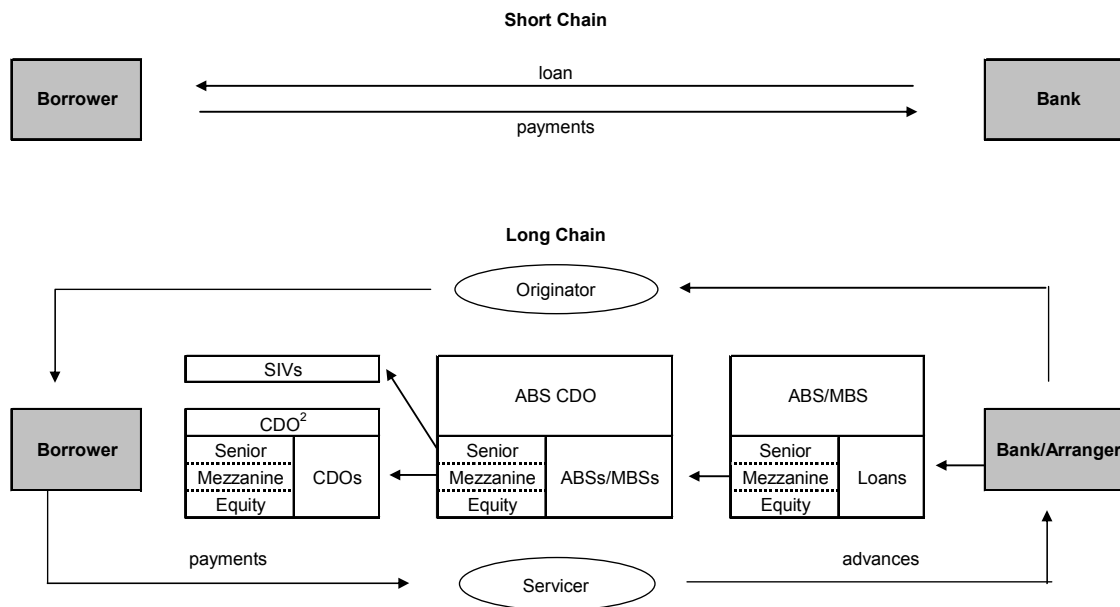 Short Chain
loan
Borrower
Bank
payments
Long Chain
Originator
SIVs
ABS CDO
ABS/MBS
CDO²
Borrower
Senior
Mezzanine
Equity
CDOs
Senior
Mezzanine
Equity
ABSs/MBSs
Senior
Mezzanine
Equity
Loans
Bank/Arranger
payments
advances
Servicer